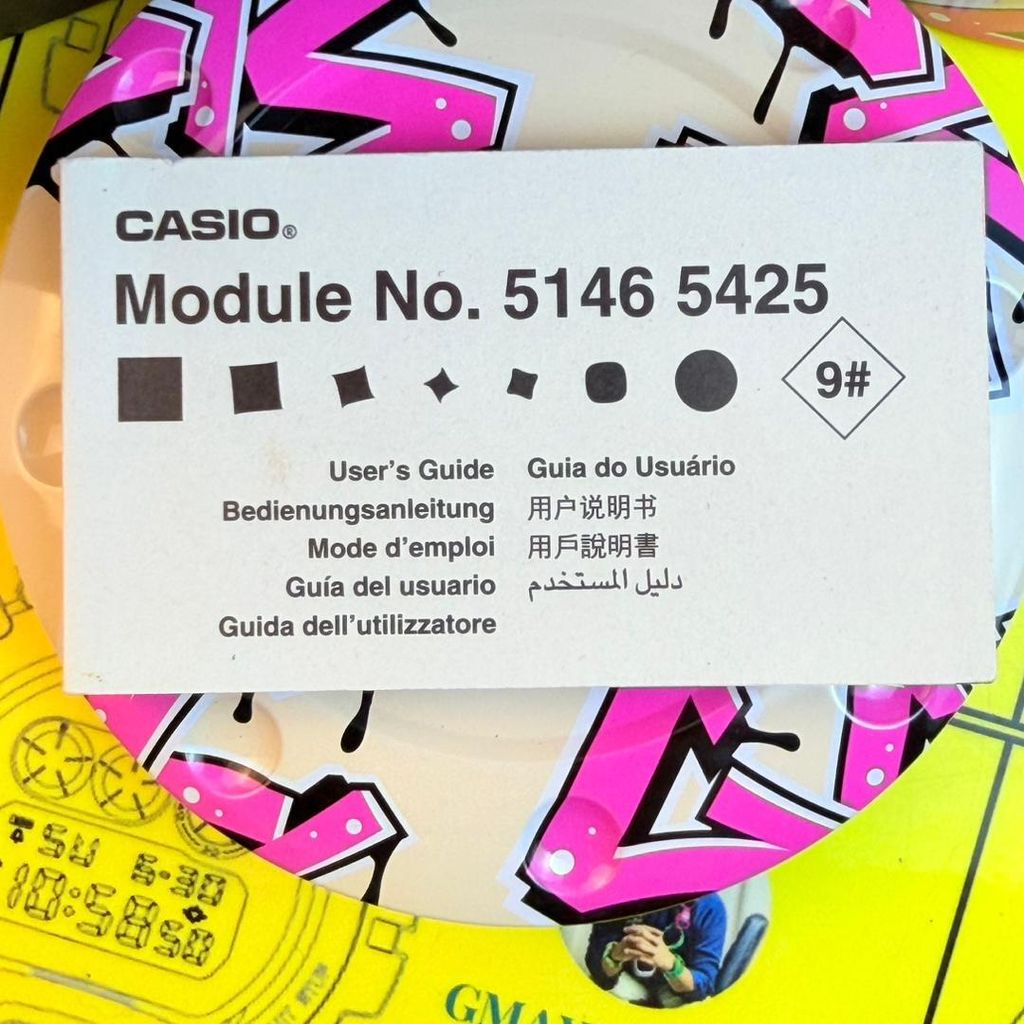 CASIO®
Module No. 5146 5425
9#
User's Guide
Bedienungsanleitung
Mode d'emploi
Guía del usuario
Guida dell'utilizzatore
Guia do Usuário
用户说明书
用戶說明書
دليل المستخدم
SU 6-30
10:58 50